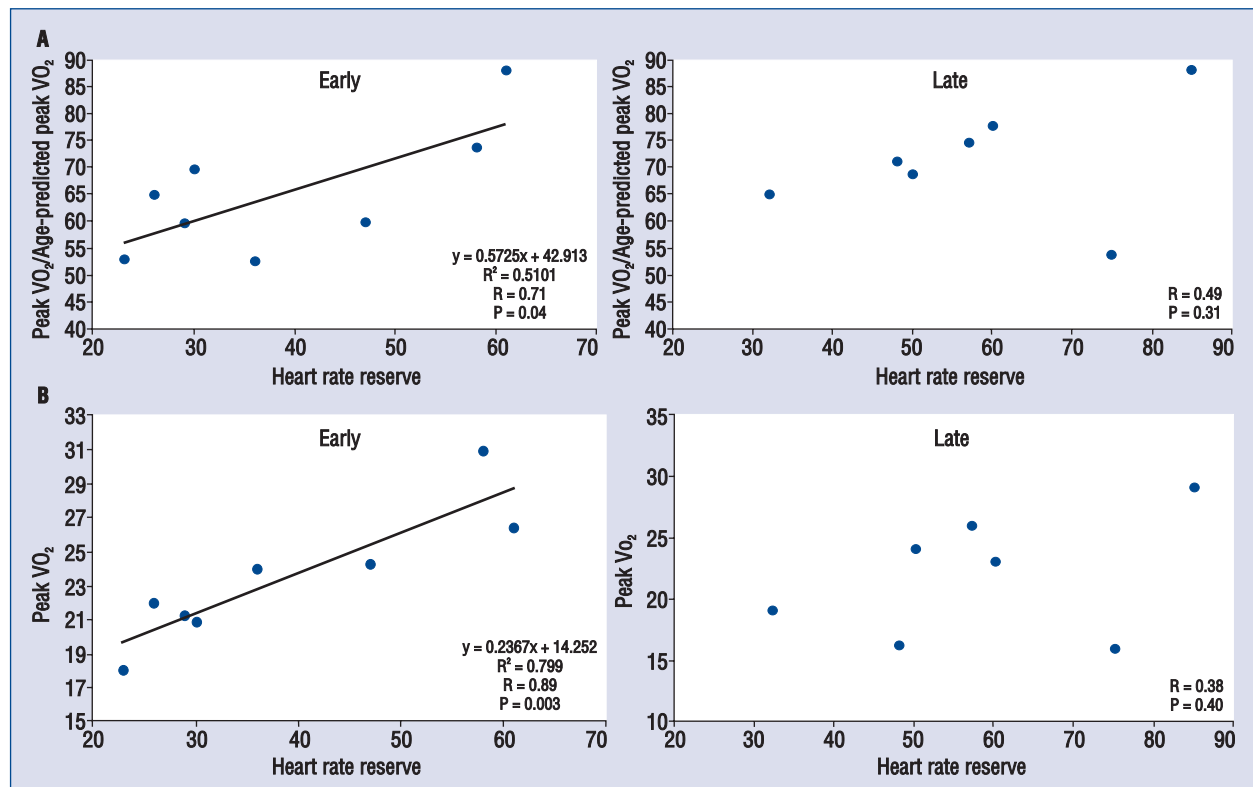 A
Peak VO₂/Age-predicted peak VO₂
90
85
80
75
70
65
60
55
50
45
40
Early
y = 0.5725x + 42.913
R² = 0.5101
R = 0.71
P = 0.04
20 30 40 50 60 70
Heart rate reserve
Peak VO₂/Age-predicted peak VO₂
90
85
80
75
70
65
60
55
50
45
40
Late
R = 0.49
P = 0.31
20 30 40 50 60 70 80 90
Heart rate reserve
B
Peak VO₂
33
31
29
27
25
23
21
19
17
15
Early
y = 0.2367x + 14.252
R² = 0.799
R = 0.89
P = 0.003
20 30 40 50 60 70
Heart rate reserve
Peak Vo₂
35
30
25
20
15
10
Late
R = 0.38
P = 0.40
20 30 40 50 60 70 80 90
Heart rate reserve